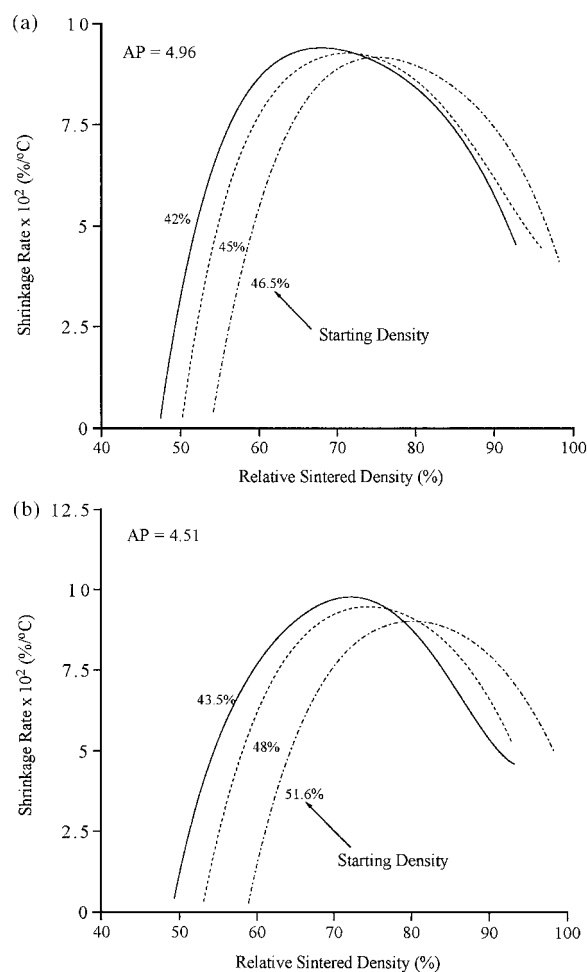 (a)
10
AP = 4.96
7.5
Shrinkage Rate x 10² (%/°C)
5
42%
45%
46.5%
2.5
Starting Density
0
40 50 60 70 80 90 100
Relative Sintered Density (%)
(b)
12.5
AP = 4.51
10
7.5
Shrinkage Rate x 10² (%/°C)
43.5%
5
48%
51.6%
2.5
Starting Density
0
40 50 60 70 80 90 100
Relative Sintered Density (%)